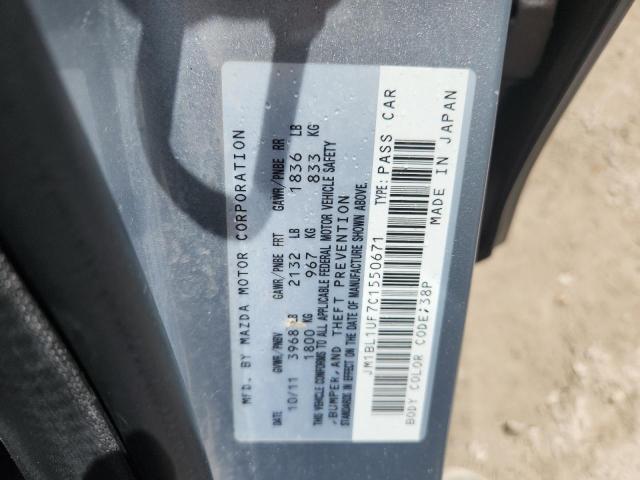 MFD. BY MAZDA MOTOR CORPORATION
DATE GVWR/PNBV GAWR/PNBE FRT GAWR/PNBE RR
10/11 3968 LB 2132 LB 1836 LB
1800 KG 967 KG 833 KG
THIS VEHICLE CONFORMS TO ALL APPLICABLE FEDERAL MOTOR VEHICLE SAFETY
, BUMPER, AND THEFT PREVENTION
STANDARDS IN EFFECT ON THE DATE OF MANUFACTURE SHOWN ABOVE.
JM1BL1UF7C1550671 TYPE: PASS CAR
BODY COLOR CODE;38P MADE IN JAPAN